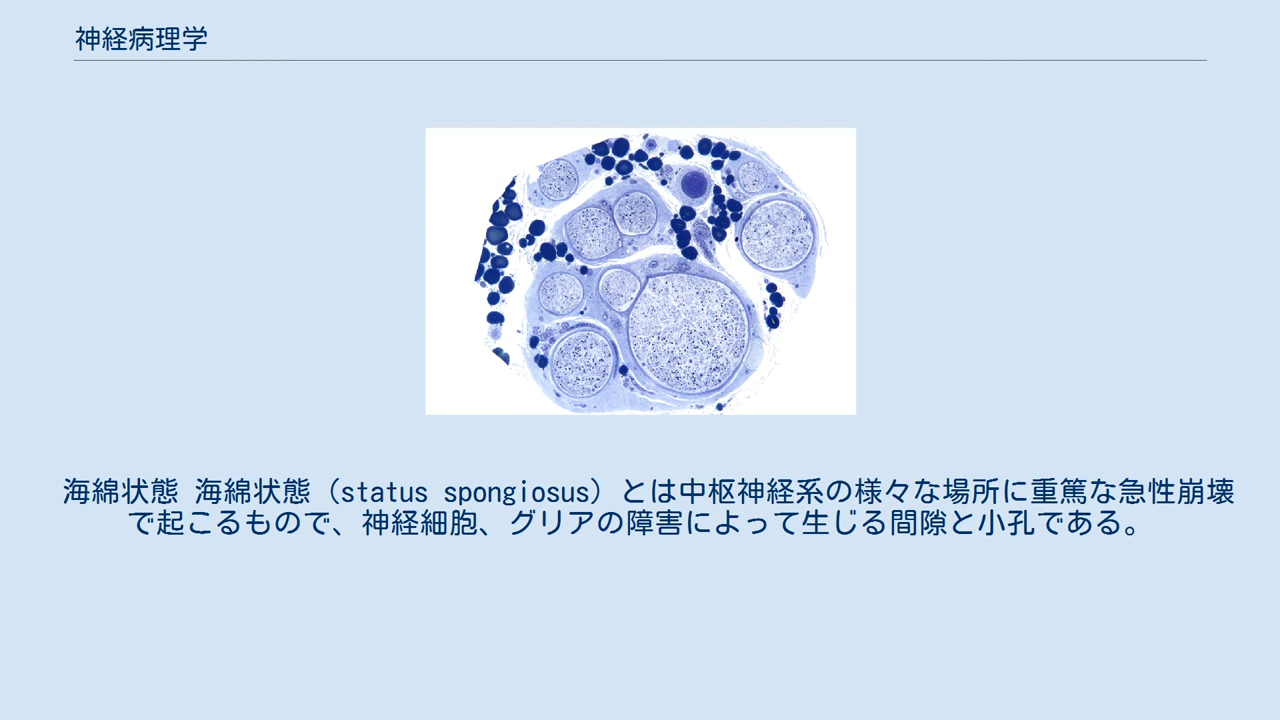 神経病理学
海綿状態 海綿状態（status spongiosus）とは中枢神経系の様々な場所に重篤な急性崩壊
で起こるもので、神経細胞、グリアの障害によって生じる間隙と小孔である。